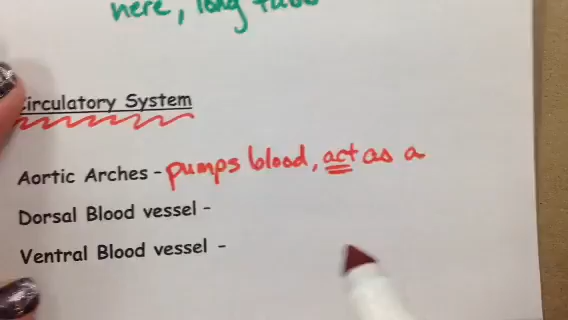 here, long tube
Circulatory System
Aortic Arches - pumps blood, act as a
Dorsal Blood vessel -
Ventral Blood vessel -